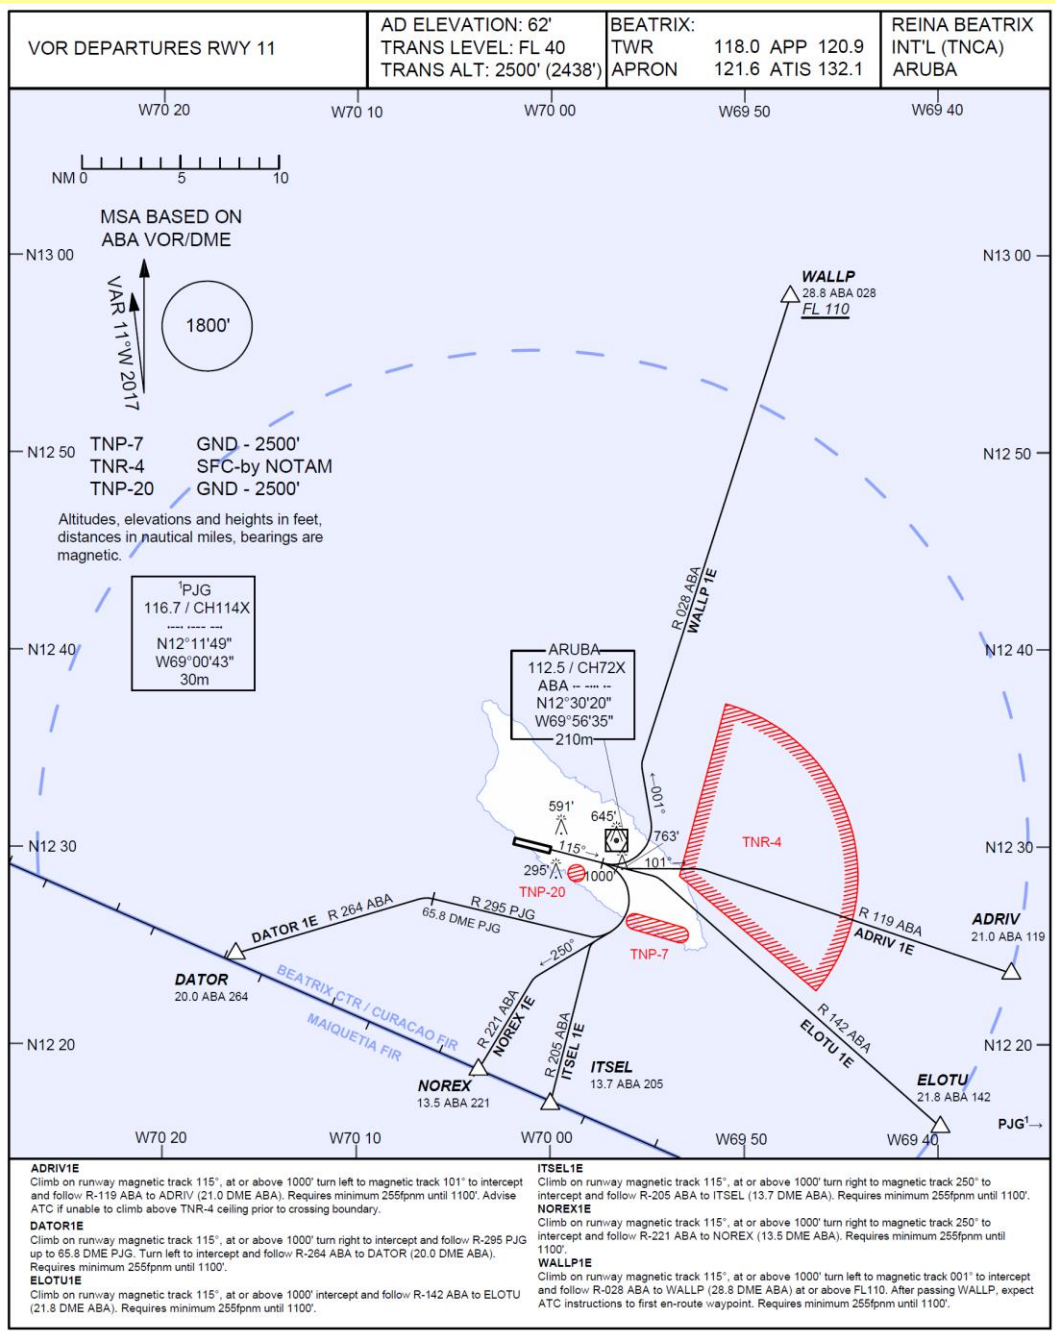 VOR DEPARTURES RWY 11
AD ELEVATION: 62'
TRANS LEVEL: FL 40
TRANS ALT: 2500' (2438')
BEATRIX:
TWR 118.0 APP 120.9
APRON 121.6 ATIS 132.1
REINA BEATRIX
INT'L (TNCA)
ARUBA
W70 20
W70 10
W70 00
W69 50
W69 40
NM 0 5 10
MSA BASED ON
ABA VOR/DME
N13 00
N13 00
VAR 11°W 2017
1800'
WALLP
28.8 ABA 028
FL 110
TNP-7 GND - 2500'
TNR-4 SFC-by NOTAM
TNP-20 GND - 2500'
N12 50
N12 50
Altitudes, elevations and heights in feet,
distances in nautical miles, bearings are
magnetic.
¹PJG
116.7 / CH114X
N12°11'49"
W69°00'43"
30m
R 028 ABA
WALLP 1E
N12 40
N12 40
ARUBA
112.5 / CH72X
ABA
N12°30'20"
W69°56'35"
210m
←001°
591'
645'
763'
TNR-4
N12 30
N12 30
115°→
101°→
295'
1000'
TNP-20
R 264 ABA
DATOR 1E
R 295 PJG
65.8 DME PJG
R 119 ABA
ADRIV 1E
ADRIV
21.0 ABA 119
TNP-7
←250°
DATOR
20.0 ABA 264
BEATRIX CTR / CURACAO FIR
MAIQUETIA FIR
R 221 ABA
NOREX 1E
R 205 ABA
ITSEL 1E
R 142 ABA
ELOTU 1E
N12 20
N12 20
NOREX
13.5 ABA 221
ITSEL
13.7 ABA 205
ELOTU
21.8 ABA 142
PJG¹→
W70 20
W70 10
W70 00
W69 50
W69 40
ADRIV1E
Climb on runway magnetic track 115°, at or above 1000' turn left to magnetic track 101° to intercept
and follow R-119 ABA to ADRIV (21.0 DME ABA). Requires minimum 255fpnm until 1100'. Advise
ATC if unable to climb above TNR-4 ceiling prior to crossing boundary.
DATOR1E
Climb on runway magnetic track 115°, at or above 1000' turn right to intercept and follow R-295 PJG
up to 65.8 DME PJG. Turn left to intercept and follow R-264 ABA to DATOR (20.0 DME ABA).
Requires minimum 255fpnm until 1100'.
ELOTU1E
Climb on runway magnetic track 115°, at or above 1000' intercept and follow R-142 ABA to ELOTU
(21.8 DME ABA). Requires minimum 255fpnm until 1100'.
ITSEL1E
Climb on runway magnetic track 115°, at or above 1000' turn right to magnetic track 250° to
intercept and follow R-205 ABA to ITSEL (13.7 DME ABA). Requires minimum 255fpnm until 1100'.
NOREX1E
Climb on runway magnetic track 115°, at or above 1000' turn right to magnetic track 250° to
intercept and follow R-221 ABA to NOREX (13.5 DME ABA). Requires minimum 255fpnm until
1100'.
WALLP1E
Climb on runway magnetic track 115°, at or above 1000' turn left to magnetic track 001° to intercept
and follow R-028 ABA to WALLP (28.8 DME ABA) at or above FL110. After passing WALLP, expect
ATC instructions to first en-route waypoint. Requires minimum 255fpnm until 1100'.